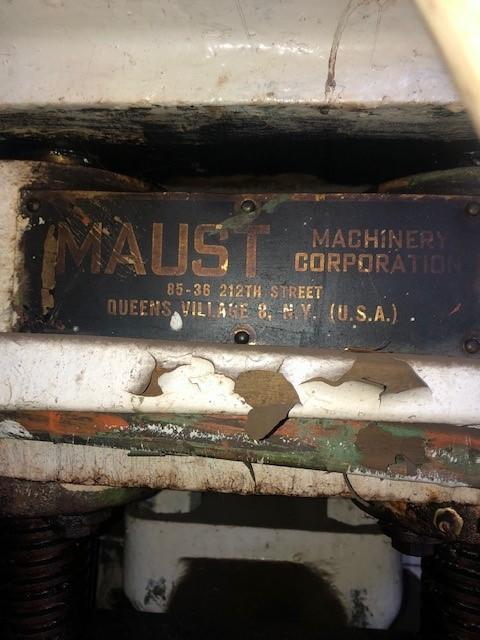 MAUST MACHINERY CORPORATION
85-36 212TH STREET
QUEENS VILLAGE 8, N.Y. (U.S.A.)